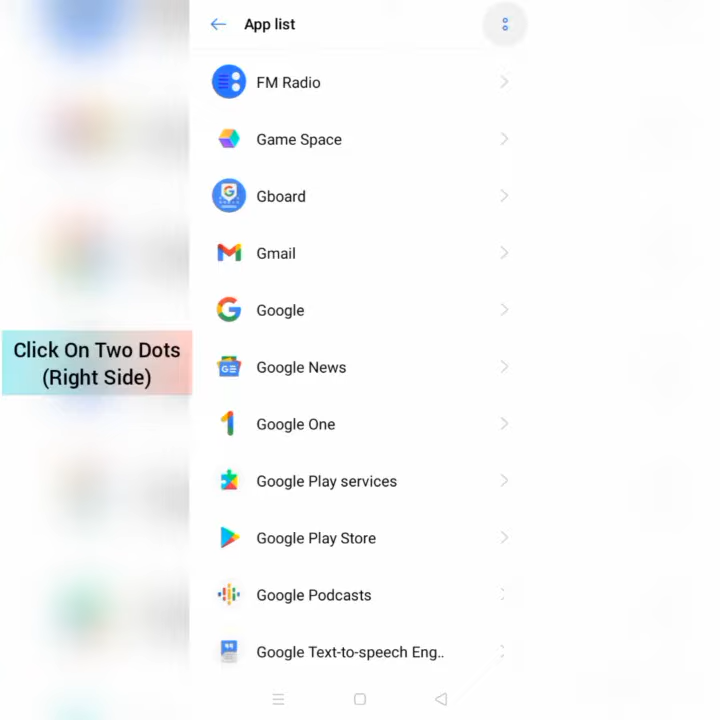 App list
FM Radio
Game Space
Gboard
Gmail
Google
Click On Two Dots
(Right Side)
Google News
Google One
Google Play services
Google Play Store
Google Podcasts
Google Text-to-speech Eng..